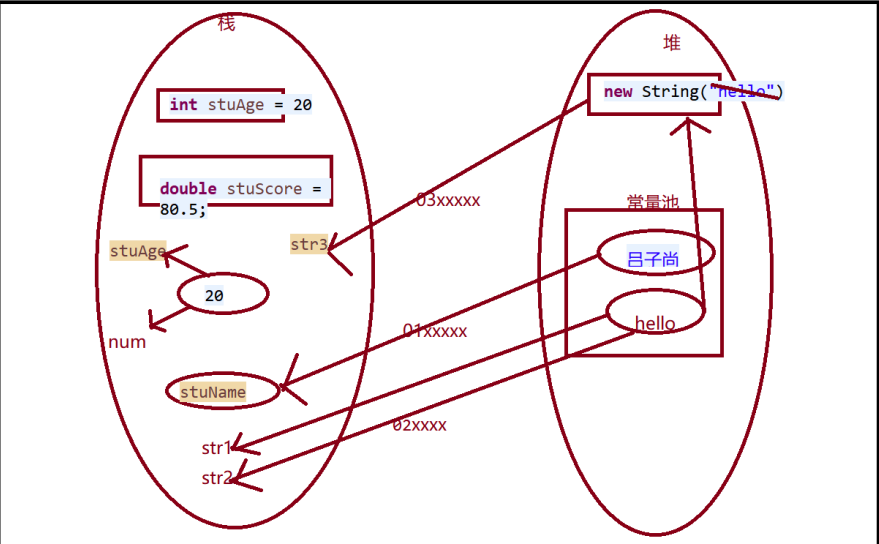 栈
堆
int stuAge = 20
new String("hello")
double stuScore =
80.5;
03xxxxx
常量池
stuAge
str3
吕子尚
20
hello
num
01xxxxx
stuName
02xxxx
str1
str2